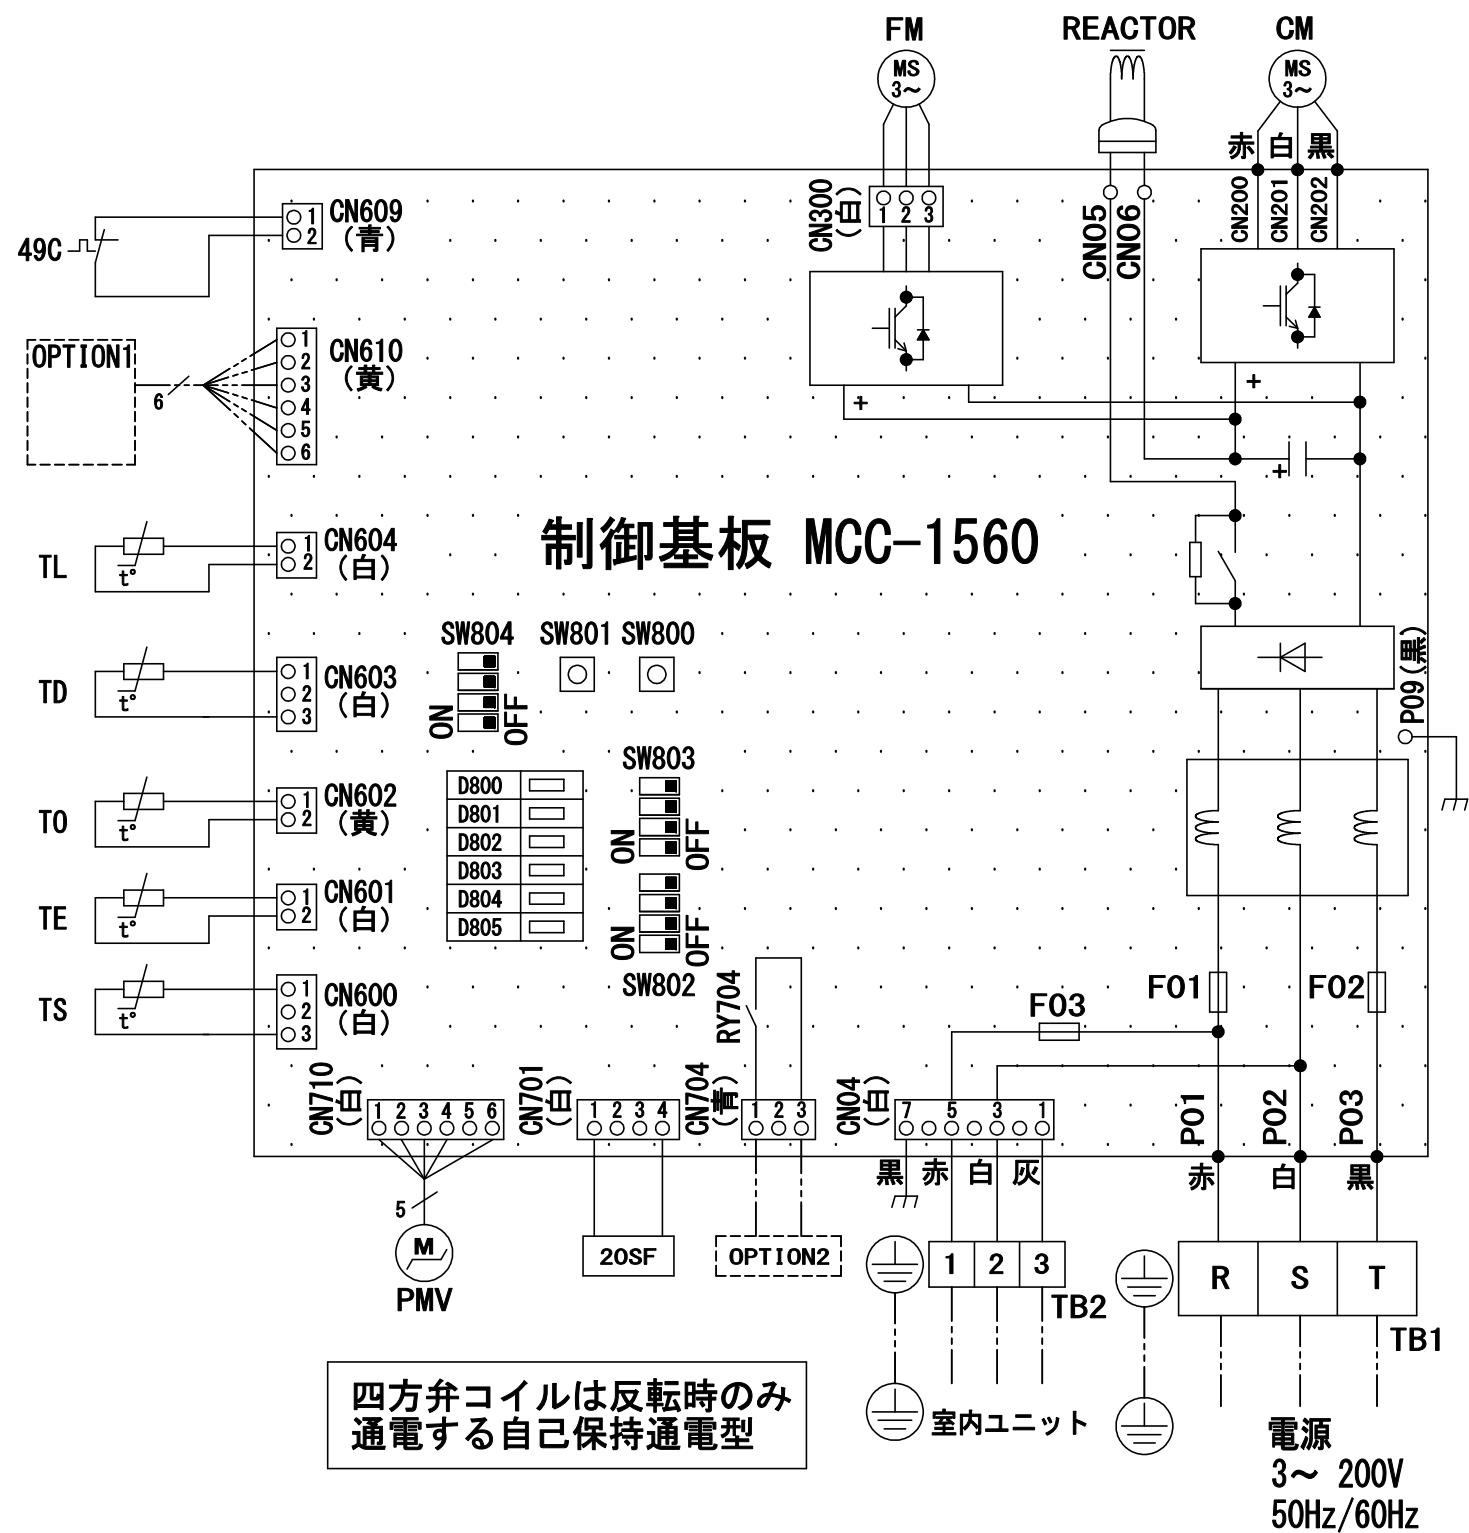 FM
REACTOR
CM
MS
3～
MS
3～
赤 白 黒
CN300
(白)
1 2 3
CN05
CN06
CN200
CN201
CN202
49C
1
2
CN609
(青)
OPTION1
6
1
2
3
4
5
6
CN610
(黄)
+
+
+
制御基板 MCC-1560
TL
t°
1
2
CN604
(白)
TD
t°
1
2
3
CN603
(白)
SW804
ON
OFF
SW801
SW800
P09(黒)
TO
t°
1
2
CN602
(黄)
D800
D801
D802
D803
D804
D805
SW803
ON
OFF
TE
t°
1
2
CN601
(白)
ON
OFF
SW802
TS
t°
1
2
3
CN600
(白)
RY704
F01
F02
F03
CN710
(白)
1 2 3 4 5 6
CN701
(白)
1 2 3 4
CN704
(青)
1 2 3
CN04
(白)
7 5 3 1
P01
P02
P03
黒 赤 白 灰
赤 白 黒
5
M
PMV
20SF
OPTION2
1 2 3
TB2
R S T
TB1
室内ユニット
四方弁コイルは反転時のみ
通電する自己保持通電型
電源
3～ 200V
50Hz/60Hz